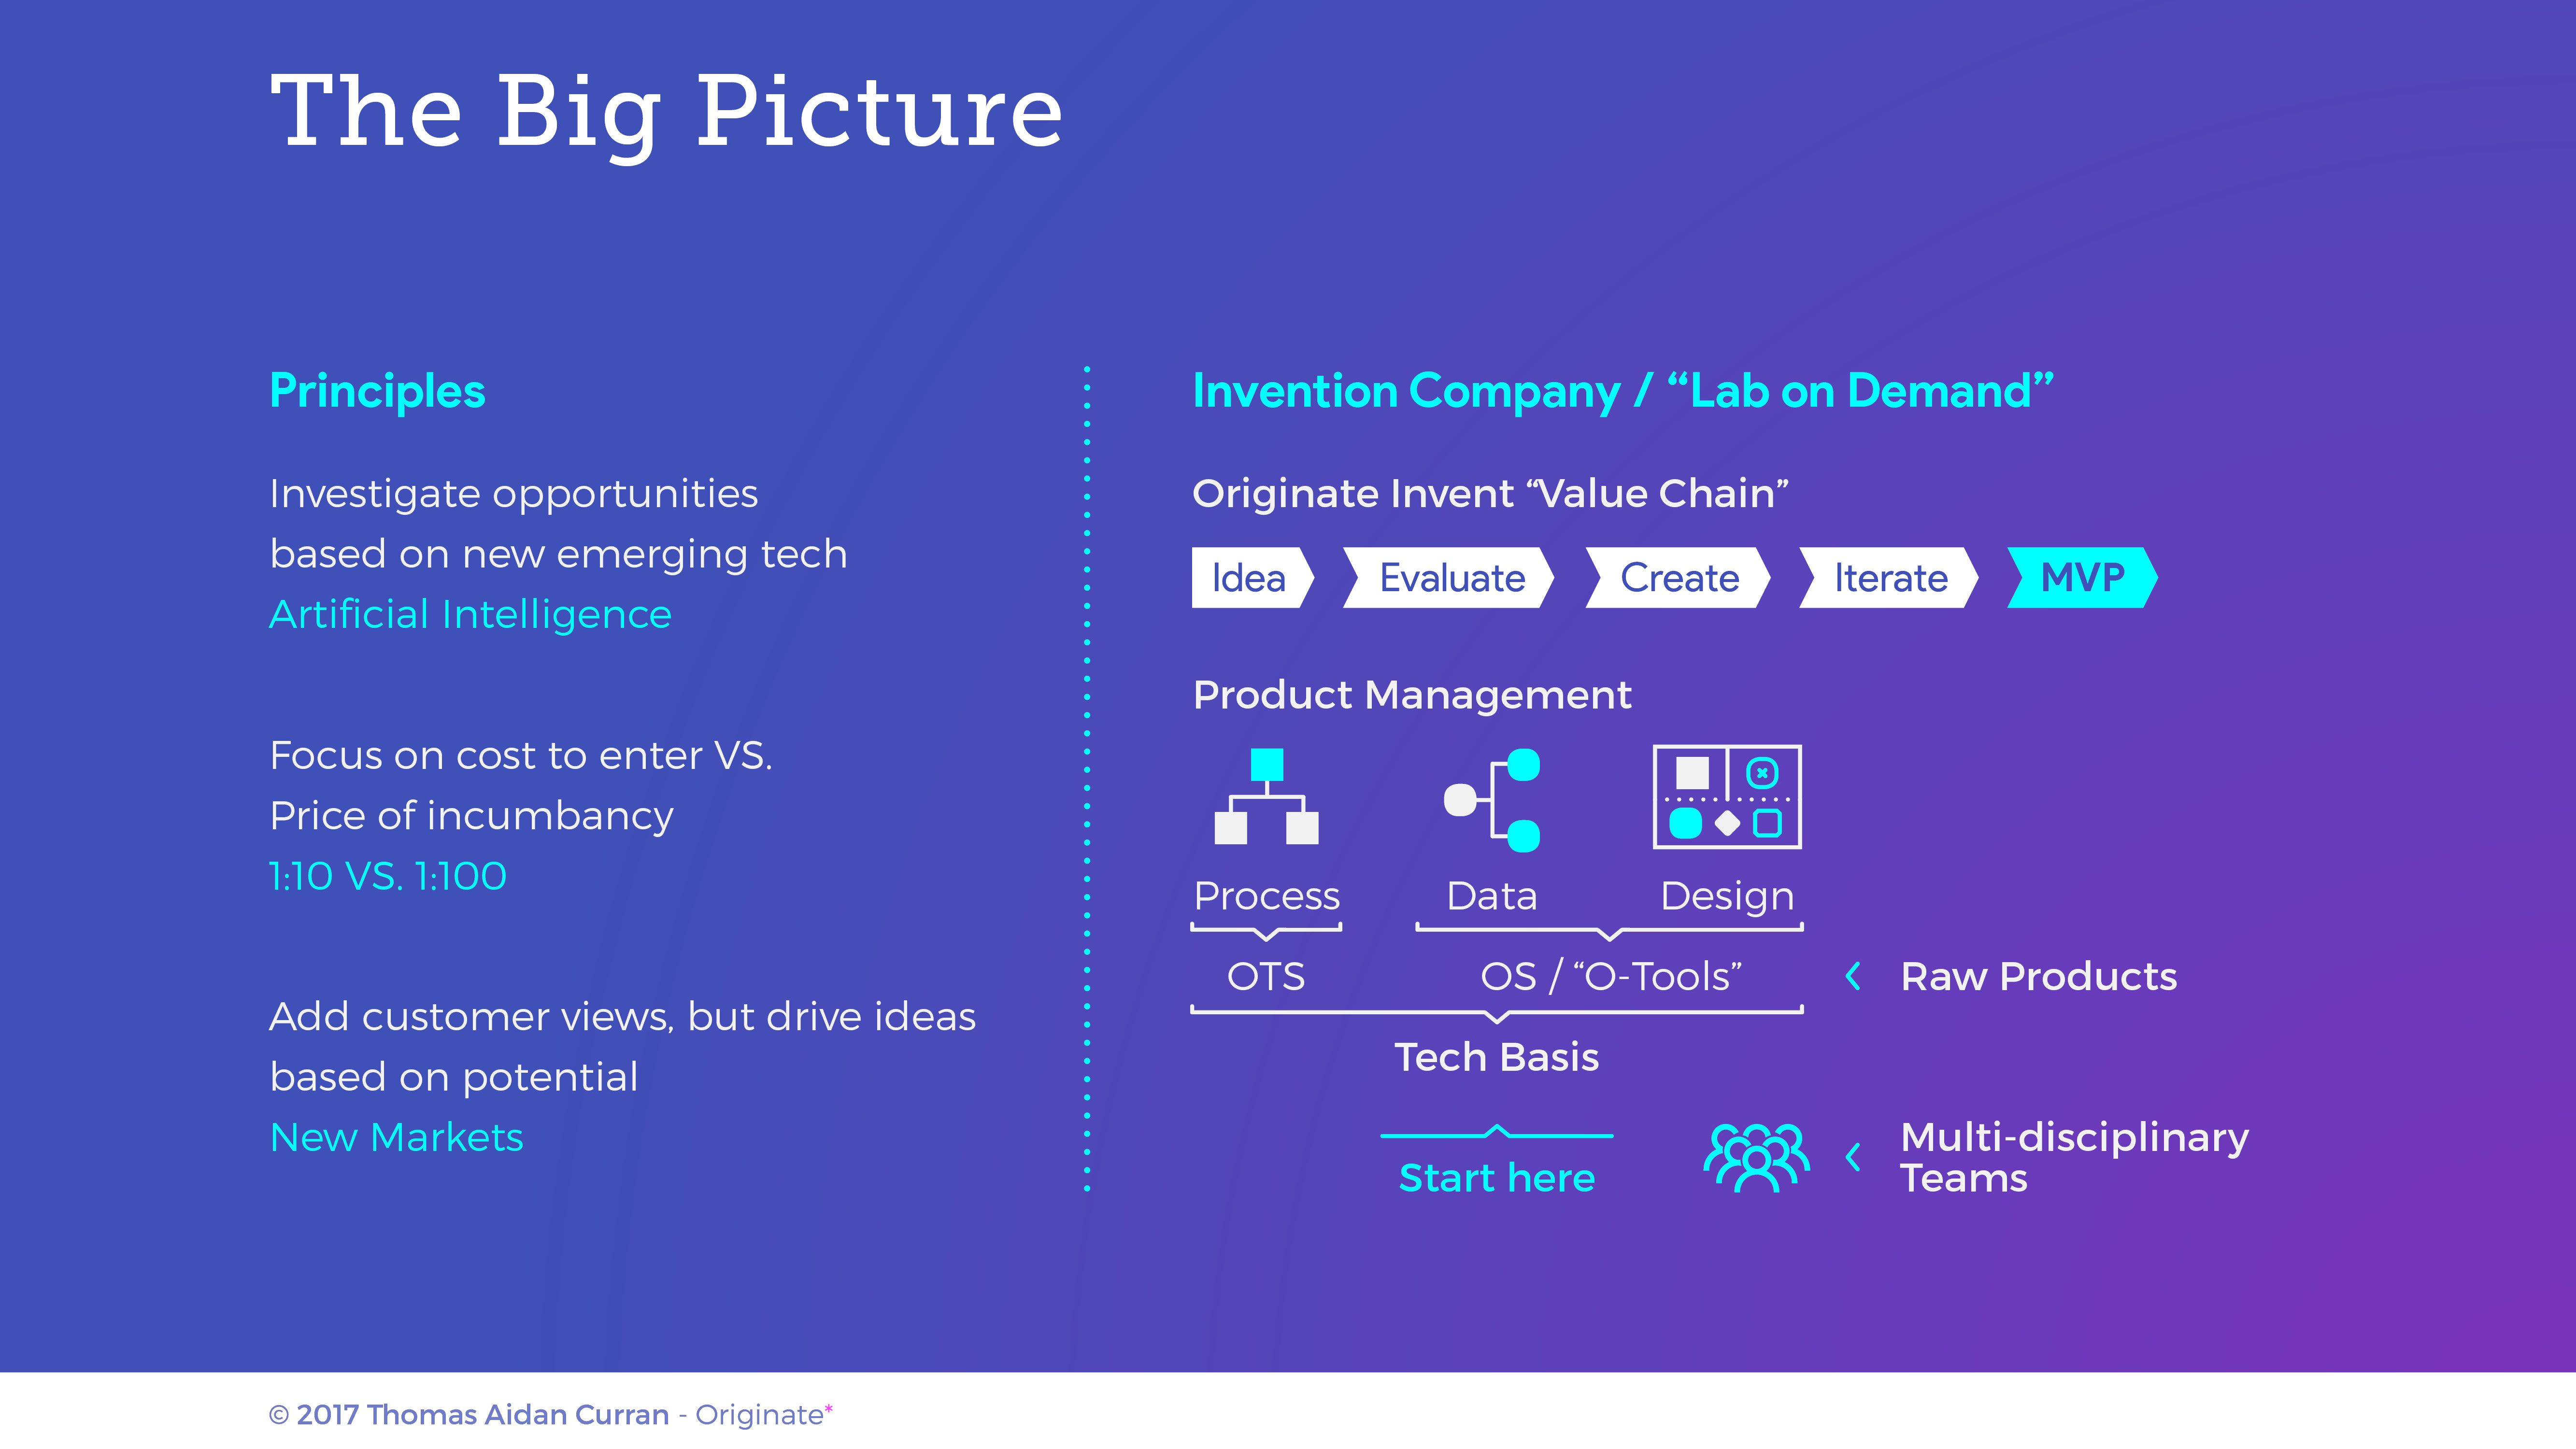 The Big Picture
Principles
Investigate opportunities
based on new emerging tech
Artificial Intelligence
Focus on cost to enter VS.
Price of incumbancy
1:10 VS. 1:100
Add customer views, but drive ideas
based on potential
New Markets
Invention Company / “Lab on Demand”
Originate Invent “Value Chain”
Idea Evaluate Create Iterate MVP
Product Management
Process Data Design
OTS OS / “O-Tools” Raw Products
Tech Basis
Start here
Multi-disciplinary
Teams
© 2017 Thomas Aidan Curran - Originate*